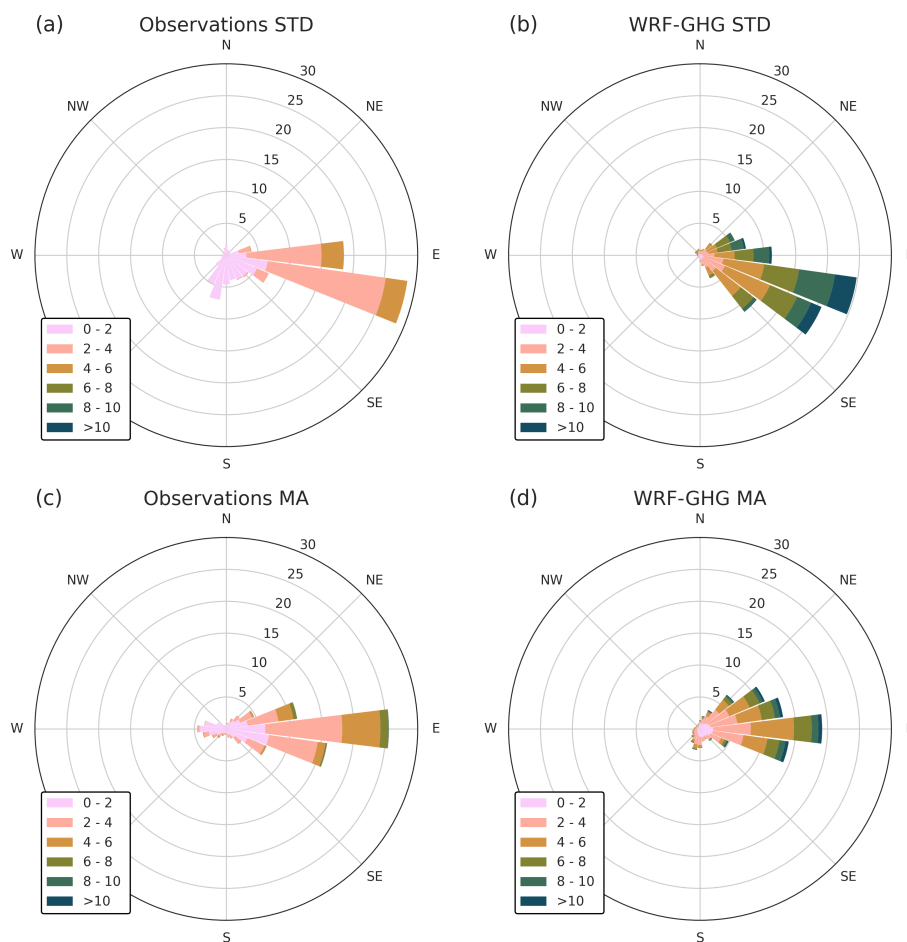 (a) Observations STD
N
NW NE
W E
SE
S
5
10
15
20
25
30
0 - 2
2 - 4
4 - 6
6 - 8
8 - 10
>10
(b) WRF-GHG STD
N
NW NE
W
SE
S
5
10
15
20
25
30
0 - 2
2 - 4
4 - 6
6 - 8
8 - 10
>10
(c) Observations MA
N
NW NE
W E
SE
S
5
10
15
20
25
30
0 - 2
2 - 4
4 - 6
6 - 8
8 - 10
>10
(d) WRF-GHG MA
N
NW NE
W
SE
S
5
10
15
20
25
30
0 - 2
2 - 4
4 - 6
6 - 8
8 - 10
>10